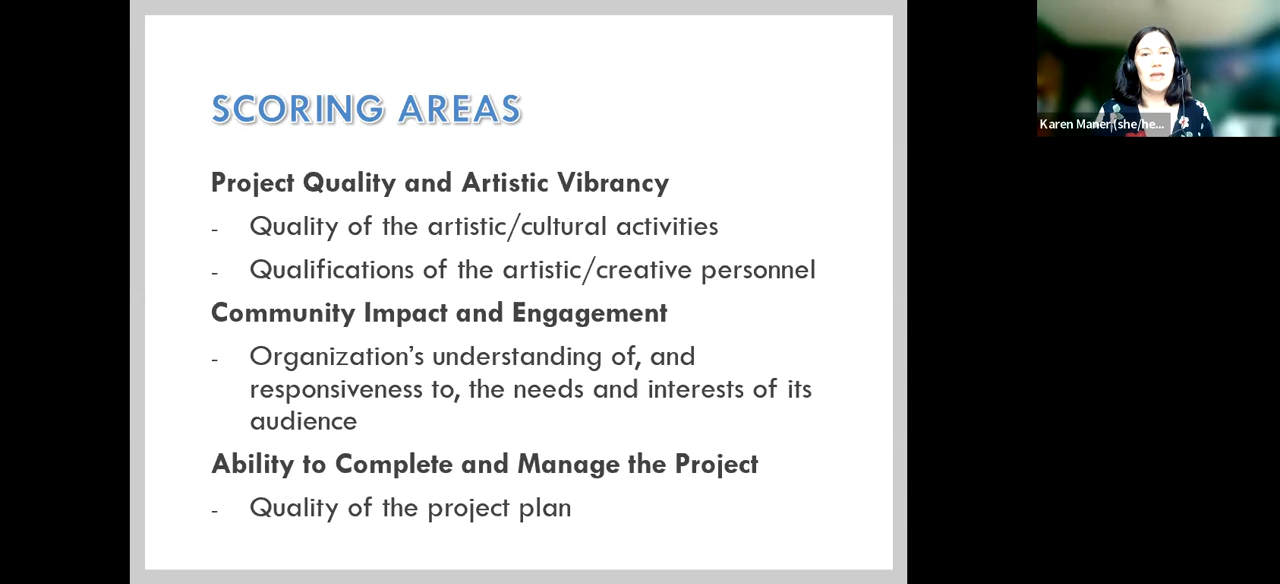 SCORING AREAS
Project Quality and Artistic Vibrancy
- Quality of the artistic/cultural activities
- Qualifications of the artistic/creative personnel
Community Impact and Engagement
- Organization’s understanding of, and
responsiveness to, the needs and interests of its
audience
Ability to Complete and Manage the Project
- Quality of the project plan
Karen Maner (she/he...